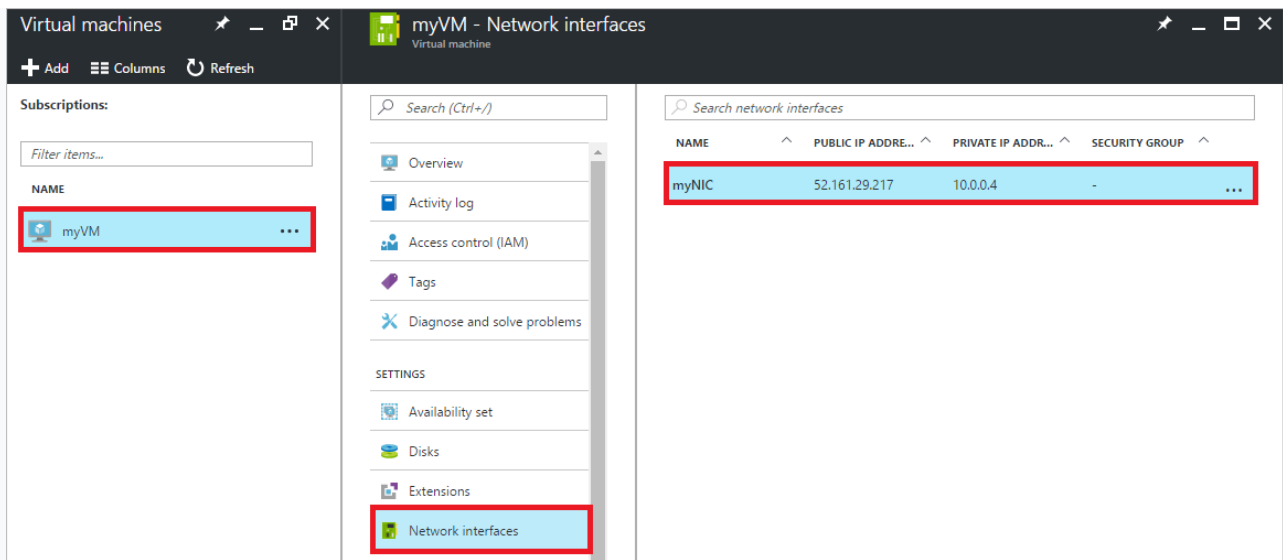 Virtual machines
Add Columns Refresh
Subscriptions:
Filter items...
NAME
myVM ...
myVM - Network interfaces
Virtual machine
Search (Ctrl+/)
Overview
Activity log
Access control (IAM)
Tags
Diagnose and solve problems
SETTINGS
Availability set
Disks
Extensions
Network interfaces
Search network interfaces
NAME PUBLIC IP ADDRE... PRIVATE IP ADDR... SECURITY GROUP
myNIC 52.161.29.217 10.0.0.4 - ...